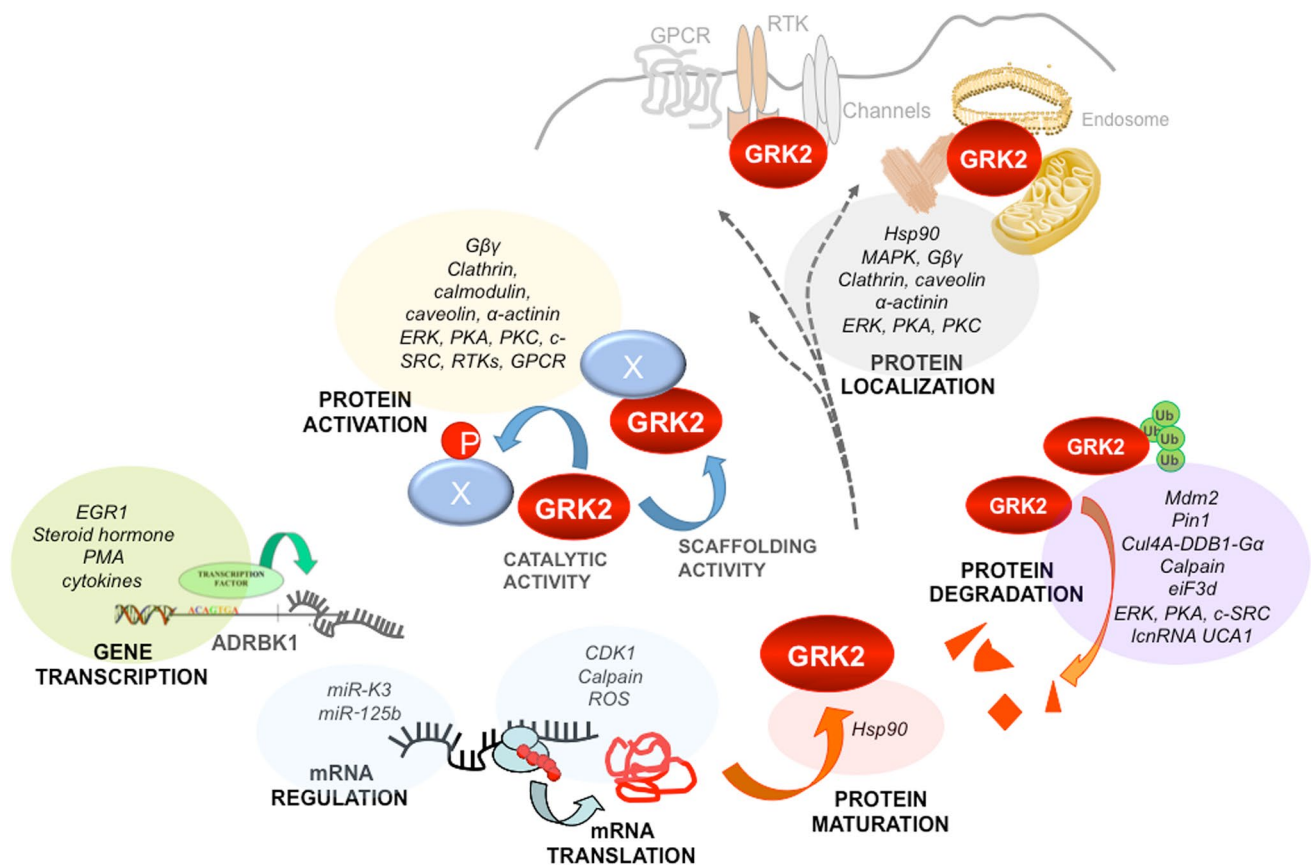 GPCR
RTK
Channels
GRK2
Endosome
GRK2
Hsp90
MAPK, Gβγ
Clathrin, caveolin
α-actinin
ERK, PKA, PKC
PROTEIN
LOCALIZATION
Gβγ
Clathrin,
calmodulin,
caveolin, α-actinin
ERK, PKA, PKC, c-
SRC, RTKs, GPCR
PROTEIN
ACTIVATION
X
GRK2
P
X
GRK2
CATALYTIC
ACTIVITY
SCAFFOLDING
ACTIVITY
GRK2
Ub
Ub
Ub
Ub
GRK2
Mdm2
Pin1
Cul4A-DDB1-Gα
Calpain
eiF3d
ERK, PKA, c-SRC
lcnRNA UCA1
PROTEIN
DEGRADATION
EGR1
Steroid hormone
PMA
cytokines
TRANSCRIPTION
FACTOR
ACAGTGA
ADRBK1
GENE
TRANSCRIPTION
miR-K3
miR-125b
mRNA
REGULATION
CDK1
Calpain
ROS
mRNA
TRANSLATION
GRK2
Hsp90
PROTEIN
MATURATION